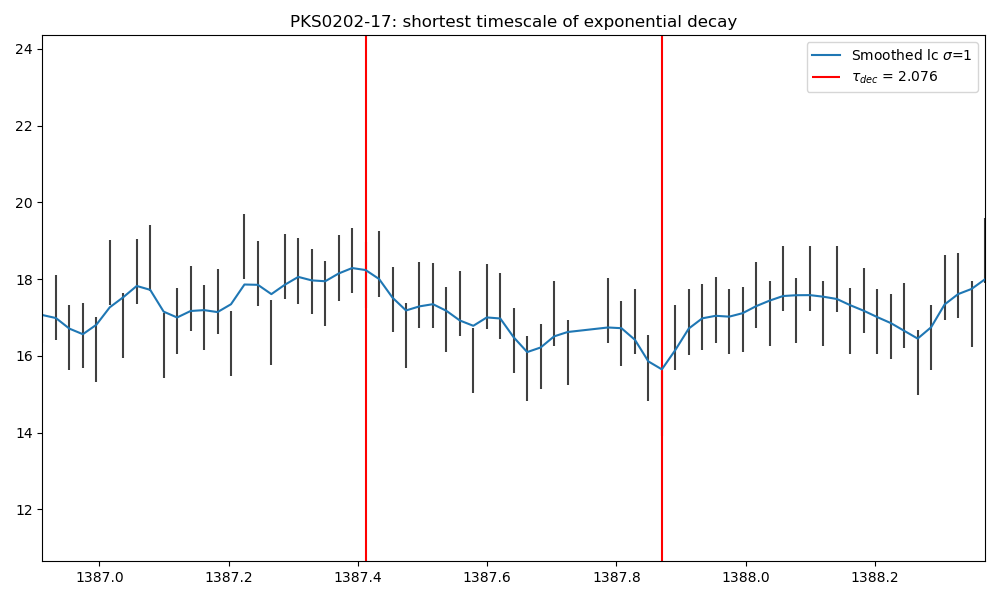 PKS0202-17: shortest timescale of exponential decay
Smoothed lc σ=1
τ_dec = 2.076
24
22
20
18
16
14
12
1387.0 1387.2 1387.4 1387.6 1387.8 1388.0 1388.2